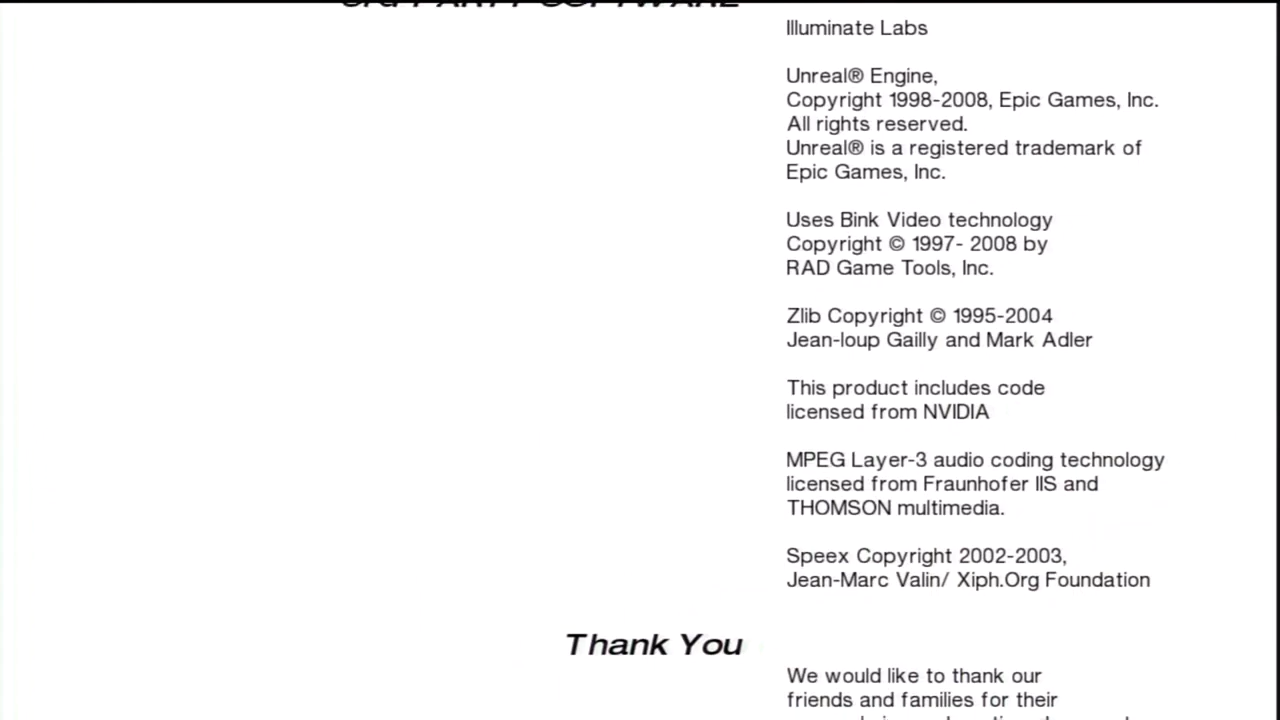 3rd PARTY SOFTWARE
Illuminate Labs
Unreal® Engine,
Copyright 1998-2008, Epic Games, Inc.
All rights reserved.
Unreal® is a registered trademark of
Epic Games, Inc.
Uses Bink Video technology
Copyright © 1997- 2008 by
RAD Game Tools, Inc.
Zlib Copyright © 1995-2004
Jean-loup Gailly and Mark Adler
This product includes code
licensed from NVIDIA
MPEG Layer-3 audio coding technology
licensed from Fraunhofer IIS and
THOMSON multimedia.
Speex Copyright 2002-2003,
Jean-Marc Valin/ Xiph.Org Foundation
Thank You
We would like to thank our
friends and families for their